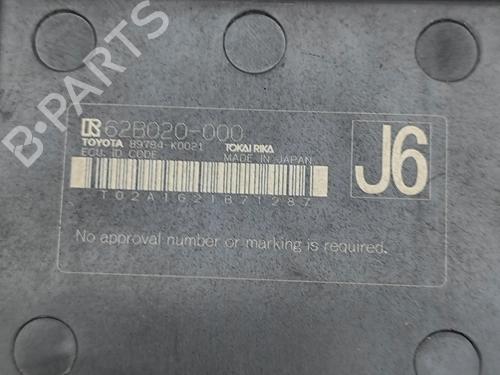 B-PARTS
62B020-000
TOYOTA 89784-K0021 TOKAI RIKA
ECU, ID CODE MADE IN JAPAN
J6
T02A1G21B71287
No approval number or marking is required.